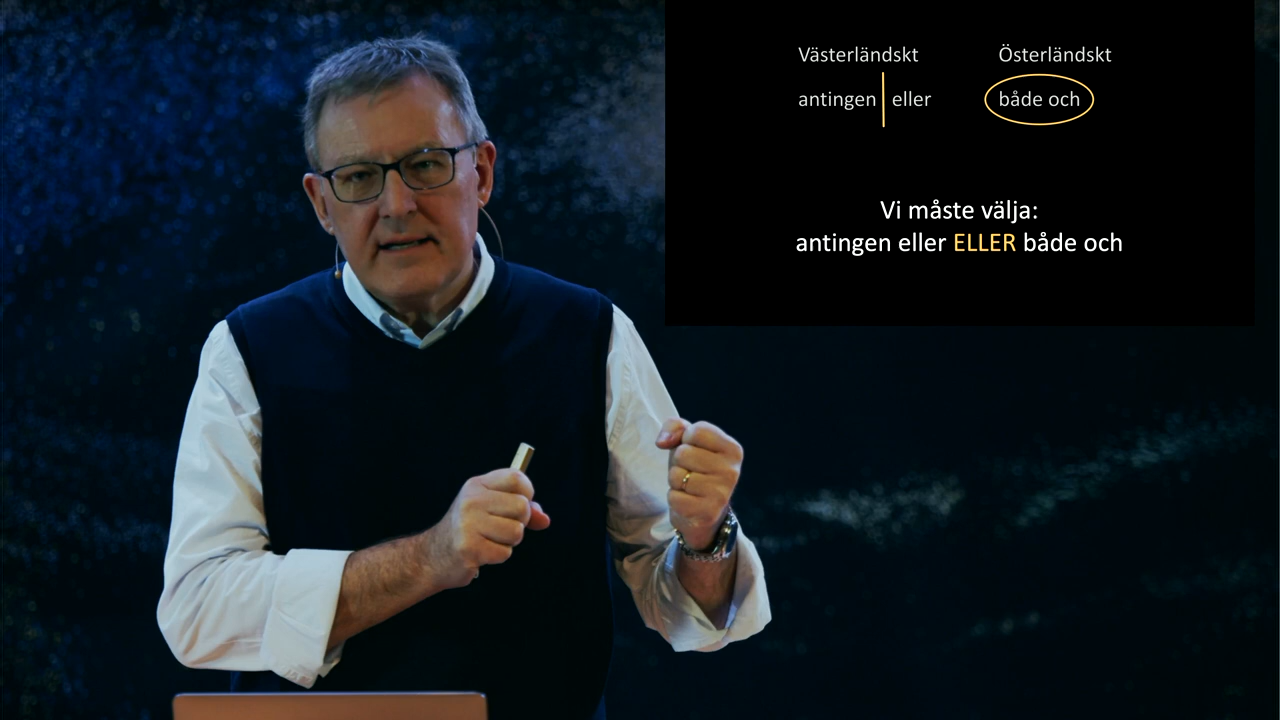 Västerländskt Österländskt
antingen eller både och
Vi måste välja:
antingen eller ELLER både och